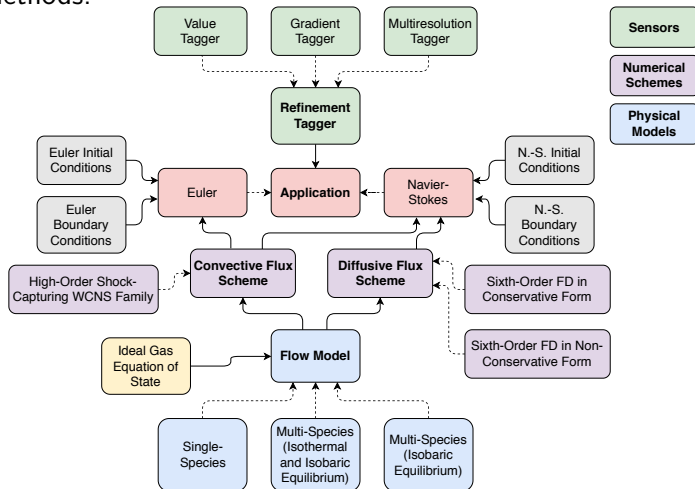 methods.
Value
Tagger
Gradient
Tagger
Multiresolution
Tagger
Sensors
Numerical
Schemes
Physical
Models
Refinement
Tagger
Euler Initial
Conditions
Euler
Boundary
Conditions
Euler
Application
Navier-
Stokes
N.-S. Initial
Conditions
N.-S.
Boundary
Conditions
High-Order Shock-
Capturing WCNS Family
Convective Flux
Scheme
Diffusive Flux
Scheme
Sixth-Order FD in
Conservative Form
Sixth-Order FD in Non-
Conservative Form
Ideal Gas
Equation of
State
Flow Model
Single-
Species
Multi-Species
(Isothermal
and Isobaric
Equilibrium)
Multi-Species
(Isobaric
Equilibrium)